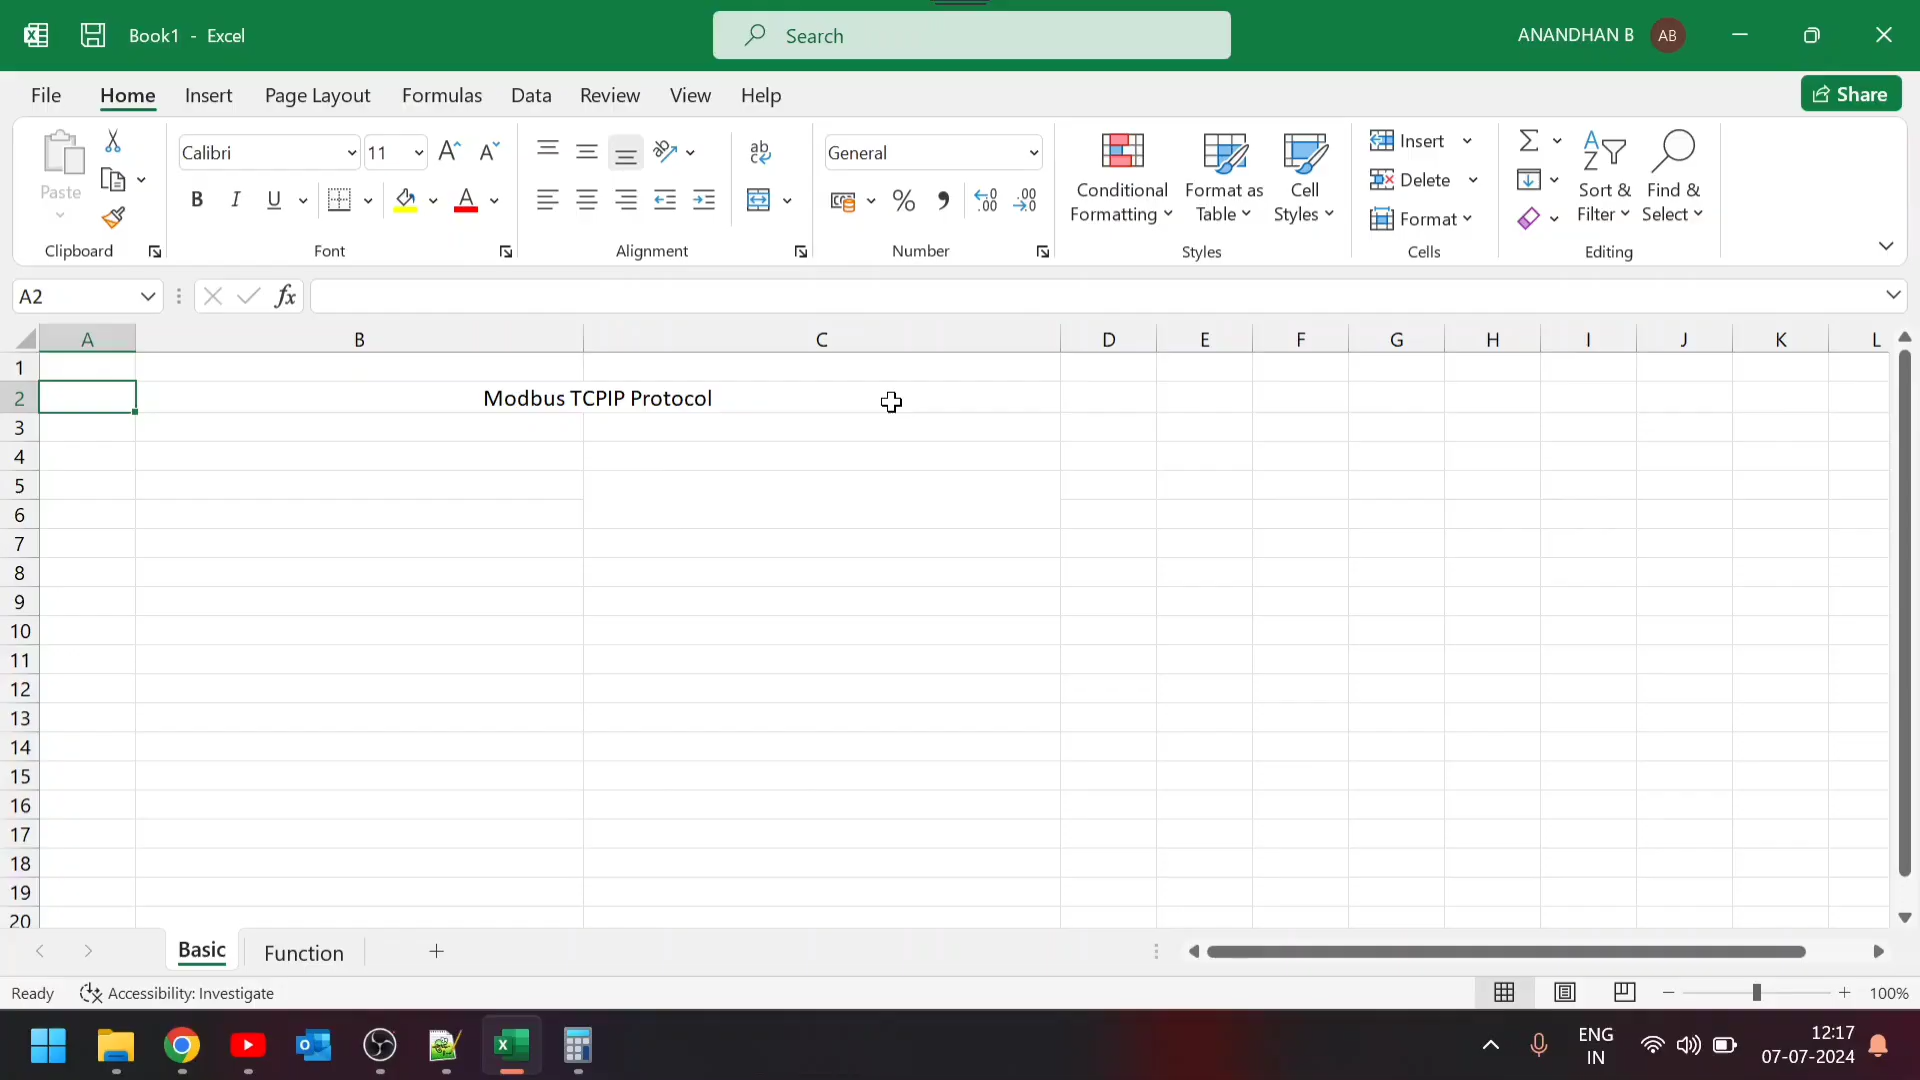 Book1 - Excel
Search
ANANDHAN B
AB
File Home Insert Page Layout Formulas Data Review View Help
Share
Paste
Clipboard
Calibri 11
B I U
Font
ab
Alignment
General
% 
Number
Conditional Formatting
Format as Table
Cell Styles
Styles
Insert
Delete
Format
Cells
Sort & Filter
Find & Select
Editing
A2
fx
A B C D E F G H I J K L
1
2 Modbus TCPIP Protocol
3
4
5
6
7
8
9
10
11
12
13
14
15
16
17
18
19
20
Basic Function
Ready Accessibility: Investigate 100%
ENG
IN
12:17
07-07-2024